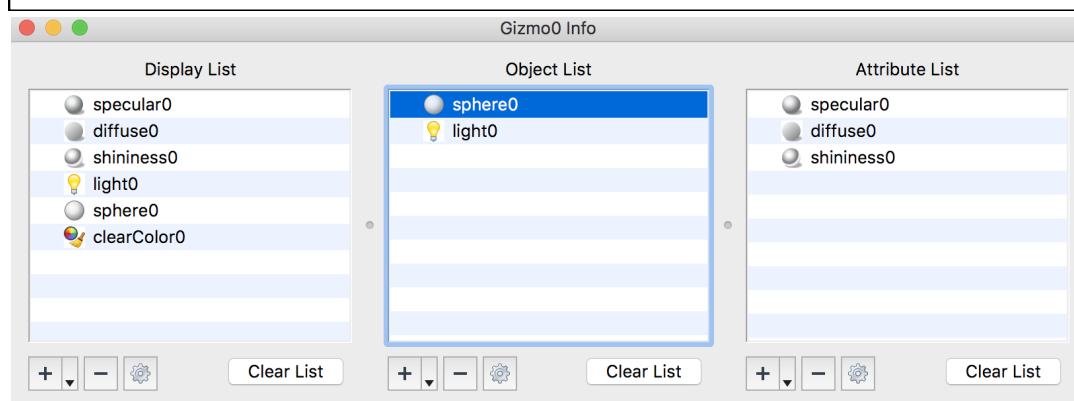 Gizmo0 Info
Display List
specular0
diffuse0
shininess0
light0
sphere0
clearColor0
Clear List
Object List
sphere0
light0
Clear List
Attribute List
specular0
diffuse0
shininess0
Clear List